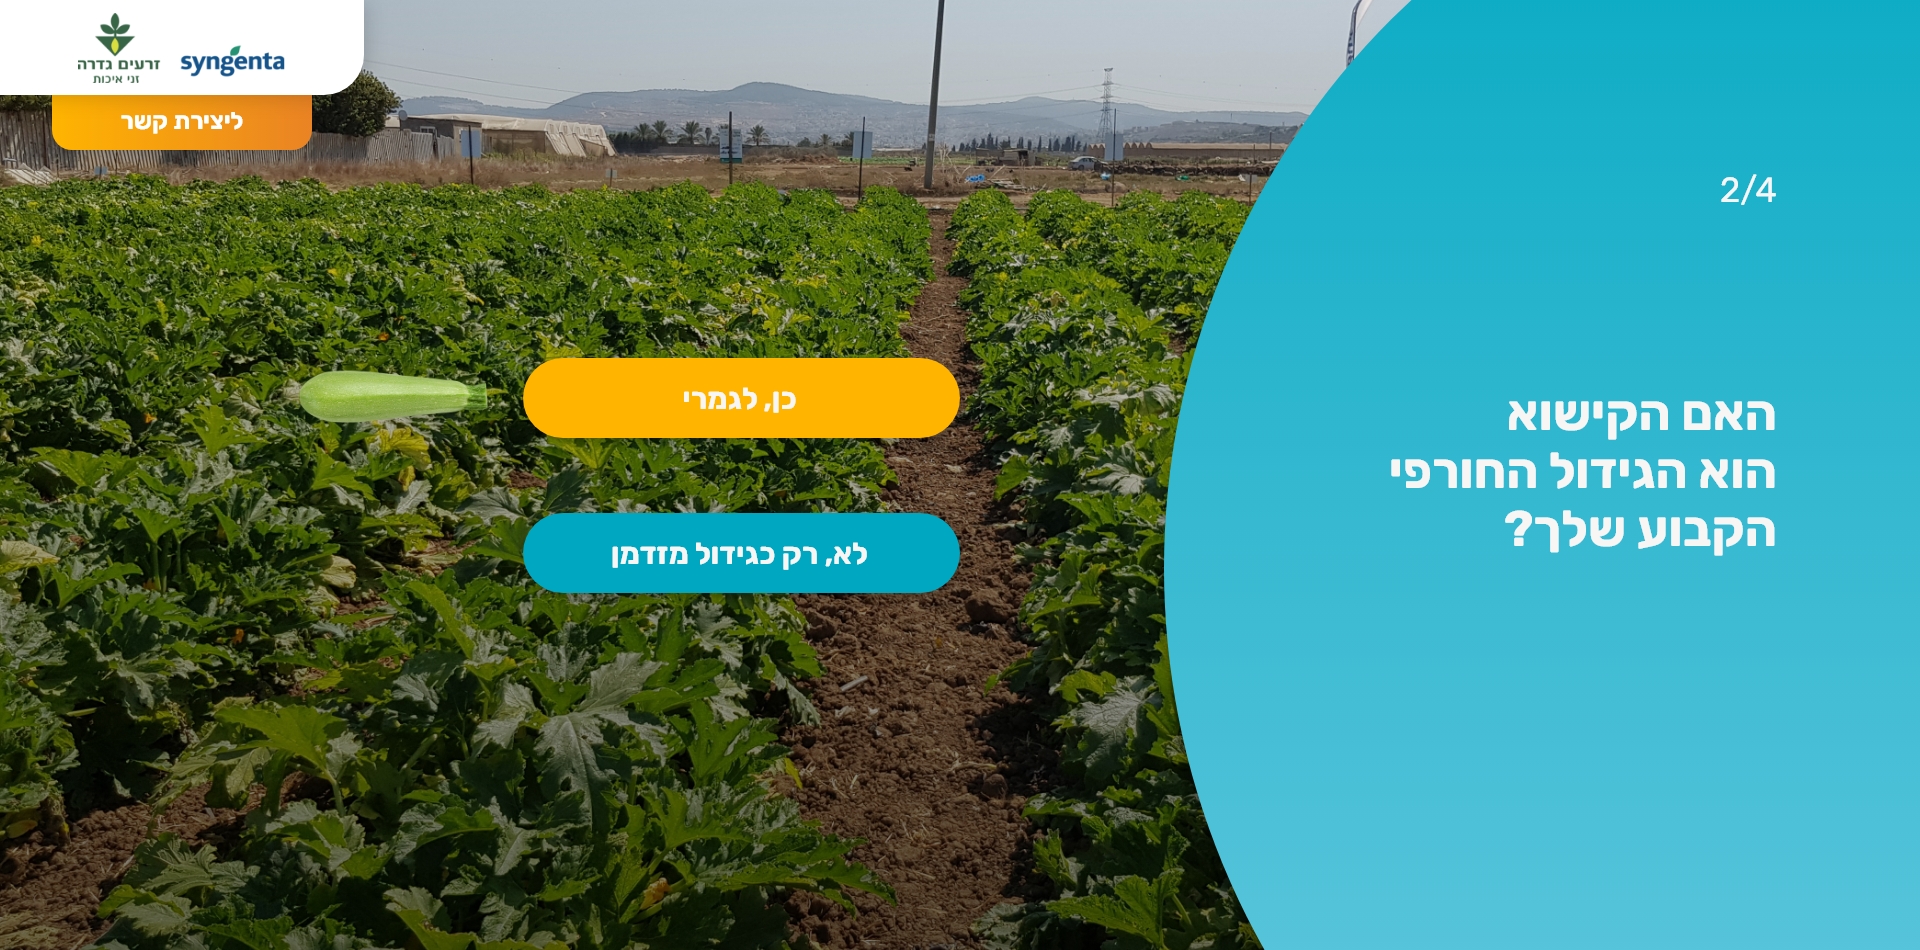 זרעים גדרה
זני איכות
syngenta
ליצירת קשר
2/4
האם הקישוא
הוא הגידול החורפי
הקבוע שלך?
כן, לגמרי
לא, רק כגידול מזדמן